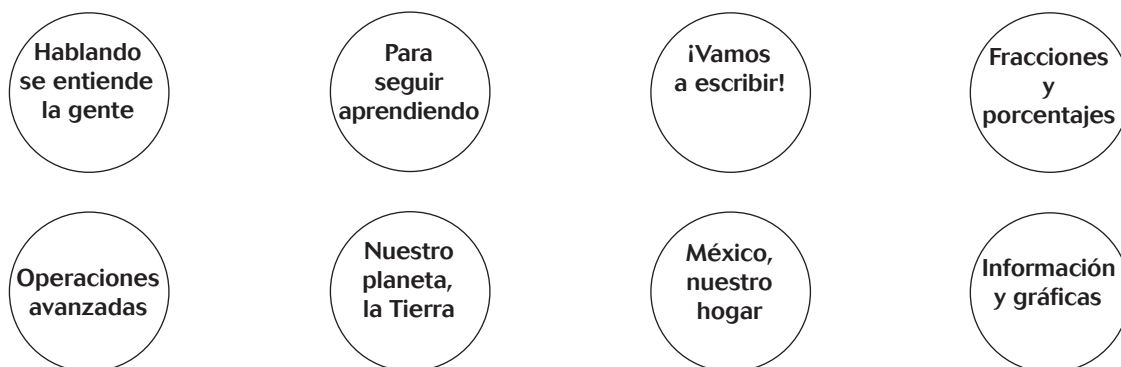 Hablando
se entiende
la gente
Para
seguir
aprendiendo
¡Vamos
a escribir!
Fracciones
y
porcentajes
Operaciones
avanzadas
Nuestro
planeta,
la Tierra
México,
nuestro
hogar
Información
y gráficas